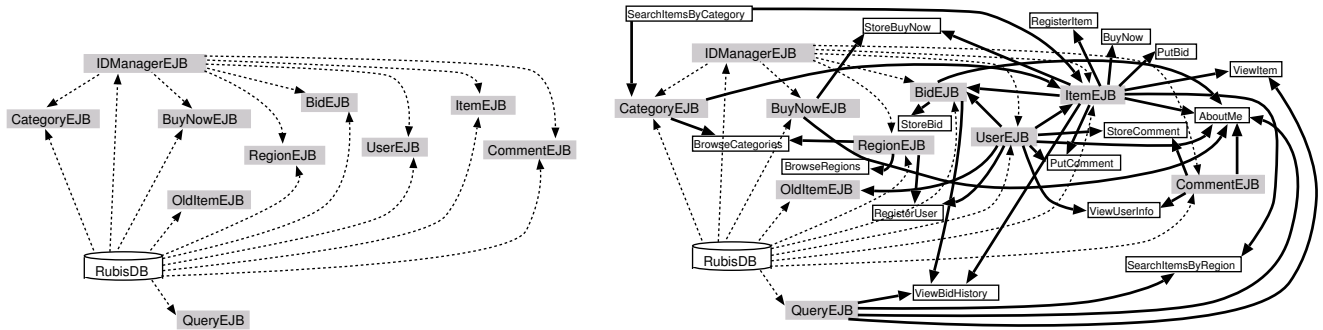 IDManagerEJB
CategoryEJB
BuyNowEJB
BidEJB
ItemEJB
RegionEJB
UserEJB
CommentEJB
OldItemEJB
RubisDB
QueryEJB
SearchItemsByCategory
StoreBuyNow
RegisterItem
BuyNow
PutBid
IDManagerEJB
ViewItem
CategoryEJB
BuyNowEJB
BidEJB
ItemEJB
AboutMe
StoreBid
UserEJB
StoreComment
BrowseCategories
RegionEJB
BrowseRegions
PutComment
OldItemEJB
CommentEJB
RegisterUser
ViewUserInfo
RubisDB
SearchItemsByRegion
ViewBidHistory
QueryEJB